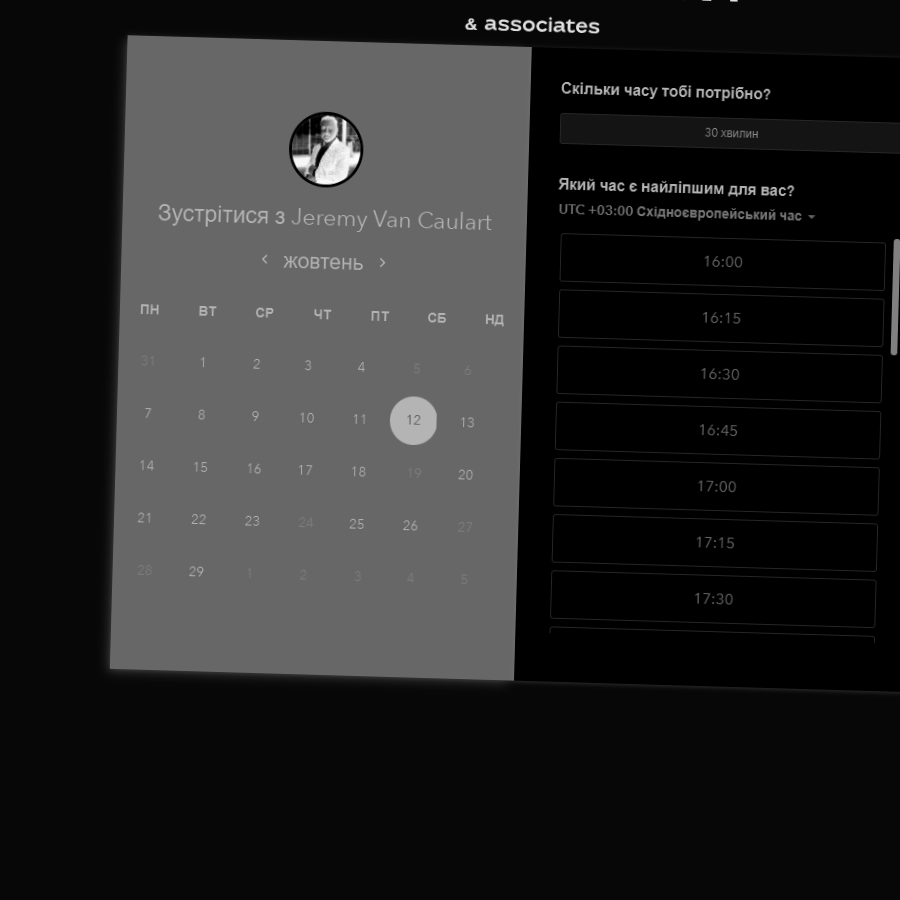 & associates
Зустрітися з Jeremy Van Caulart
жовтень
ПН ВТ СР ЧТ ПТ СБ НД
31 1 2 3 4 5 6
7 8 9 10 11 12 13
14 15 16 17 18 19 20
21 22 23 24 25 26 27
28 29 1 2 3 4 5
Скільки часу тобі потрібно?
30 хвилин
Який час є найліпшим для вас?
UTC +03:00 Східноєвропейський час
16:00
16:15
16:30
16:45
17:00
17:15
17:30